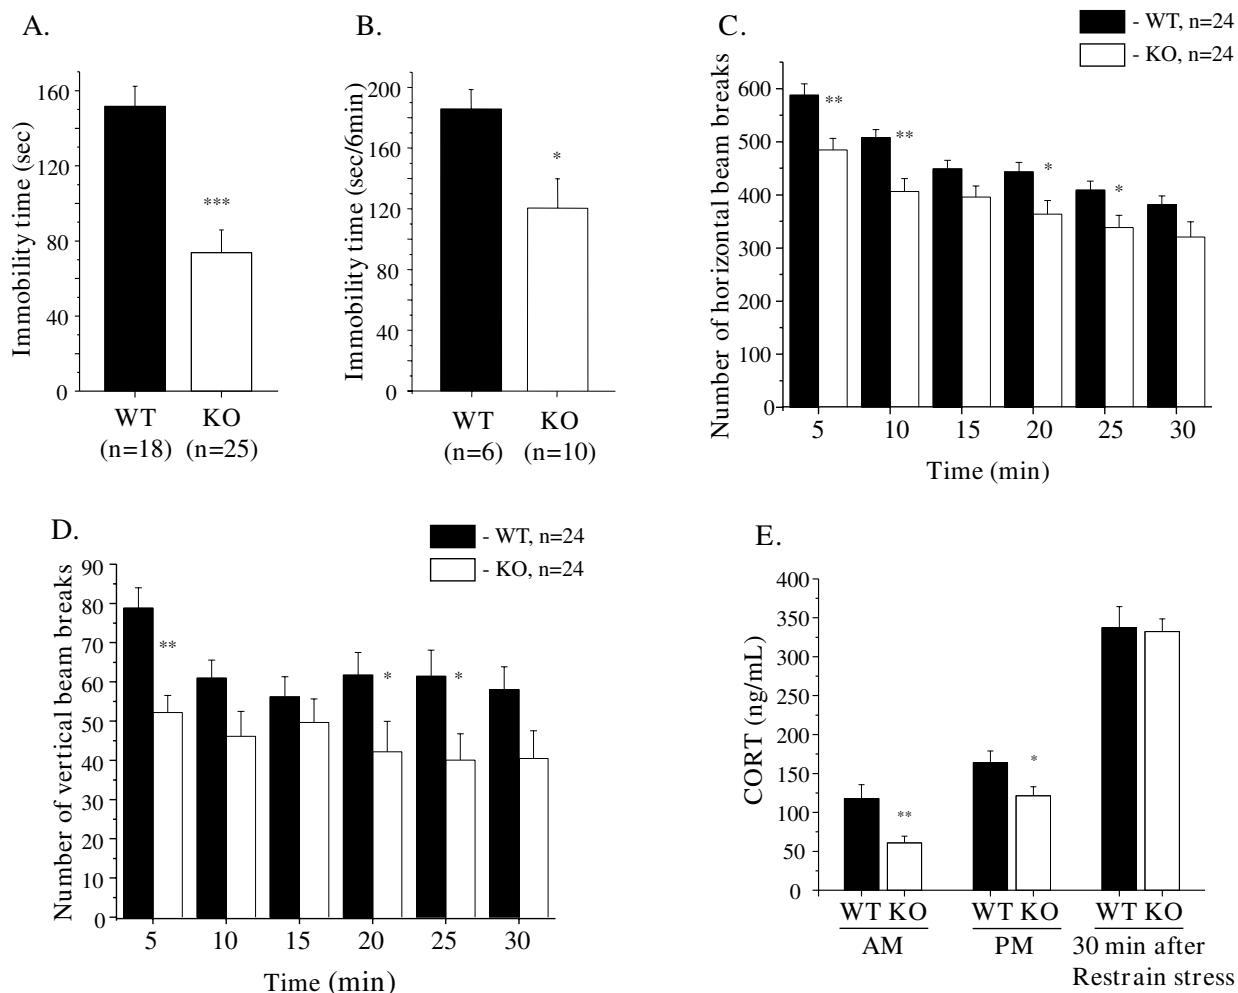 A.
Immobility time (sec)
160
120
80
40
0
***
WT
KO
(n=18)
(n=25)
B.
Immobility time (sec/6min)
200
160
120
80
40
0
*
WT
KO
(n=6)
(n=10)
C.
- WT, n=24
- KO, n=24
Number of horizontal beam breaks
600
500
400
300
200
100
0
**
**
*
*
5 10 15 20 25 30
Time (min)
D.
- WT, n=24
- KO, n=24
Number of vertical beam breaks
90
80
70
60
50
40
30
20
10
0
**
*
*
5 10 15 20 25 30
Time (min)
E.
CORT (ng/mL)
400
350
300
250
200
150
100
50
0
**
*
WT KO WT KO WT KO
AM PM 30 min after
Restrain stress